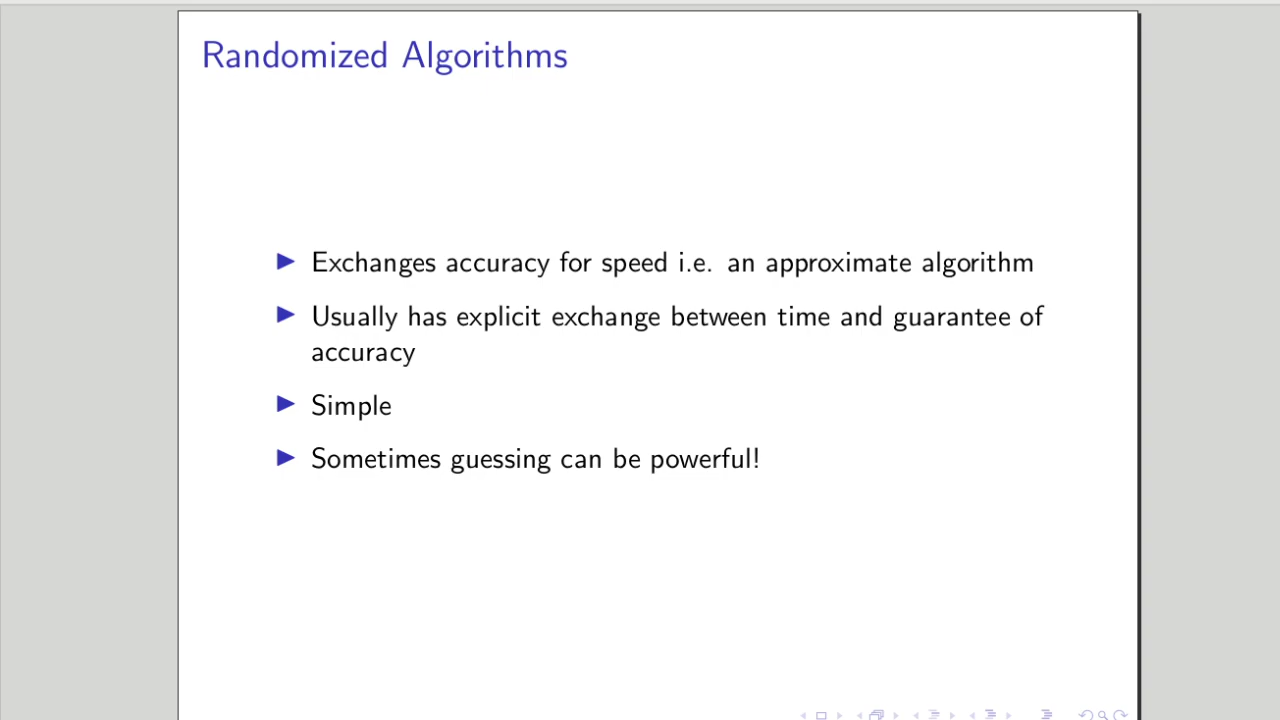 Randomized Algorithms
Exchanges accuracy for speed i.e. an approximate algorithm
Usually has explicit exchange between time and guarantee of
accuracy
Simple
Sometimes guessing can be powerful!